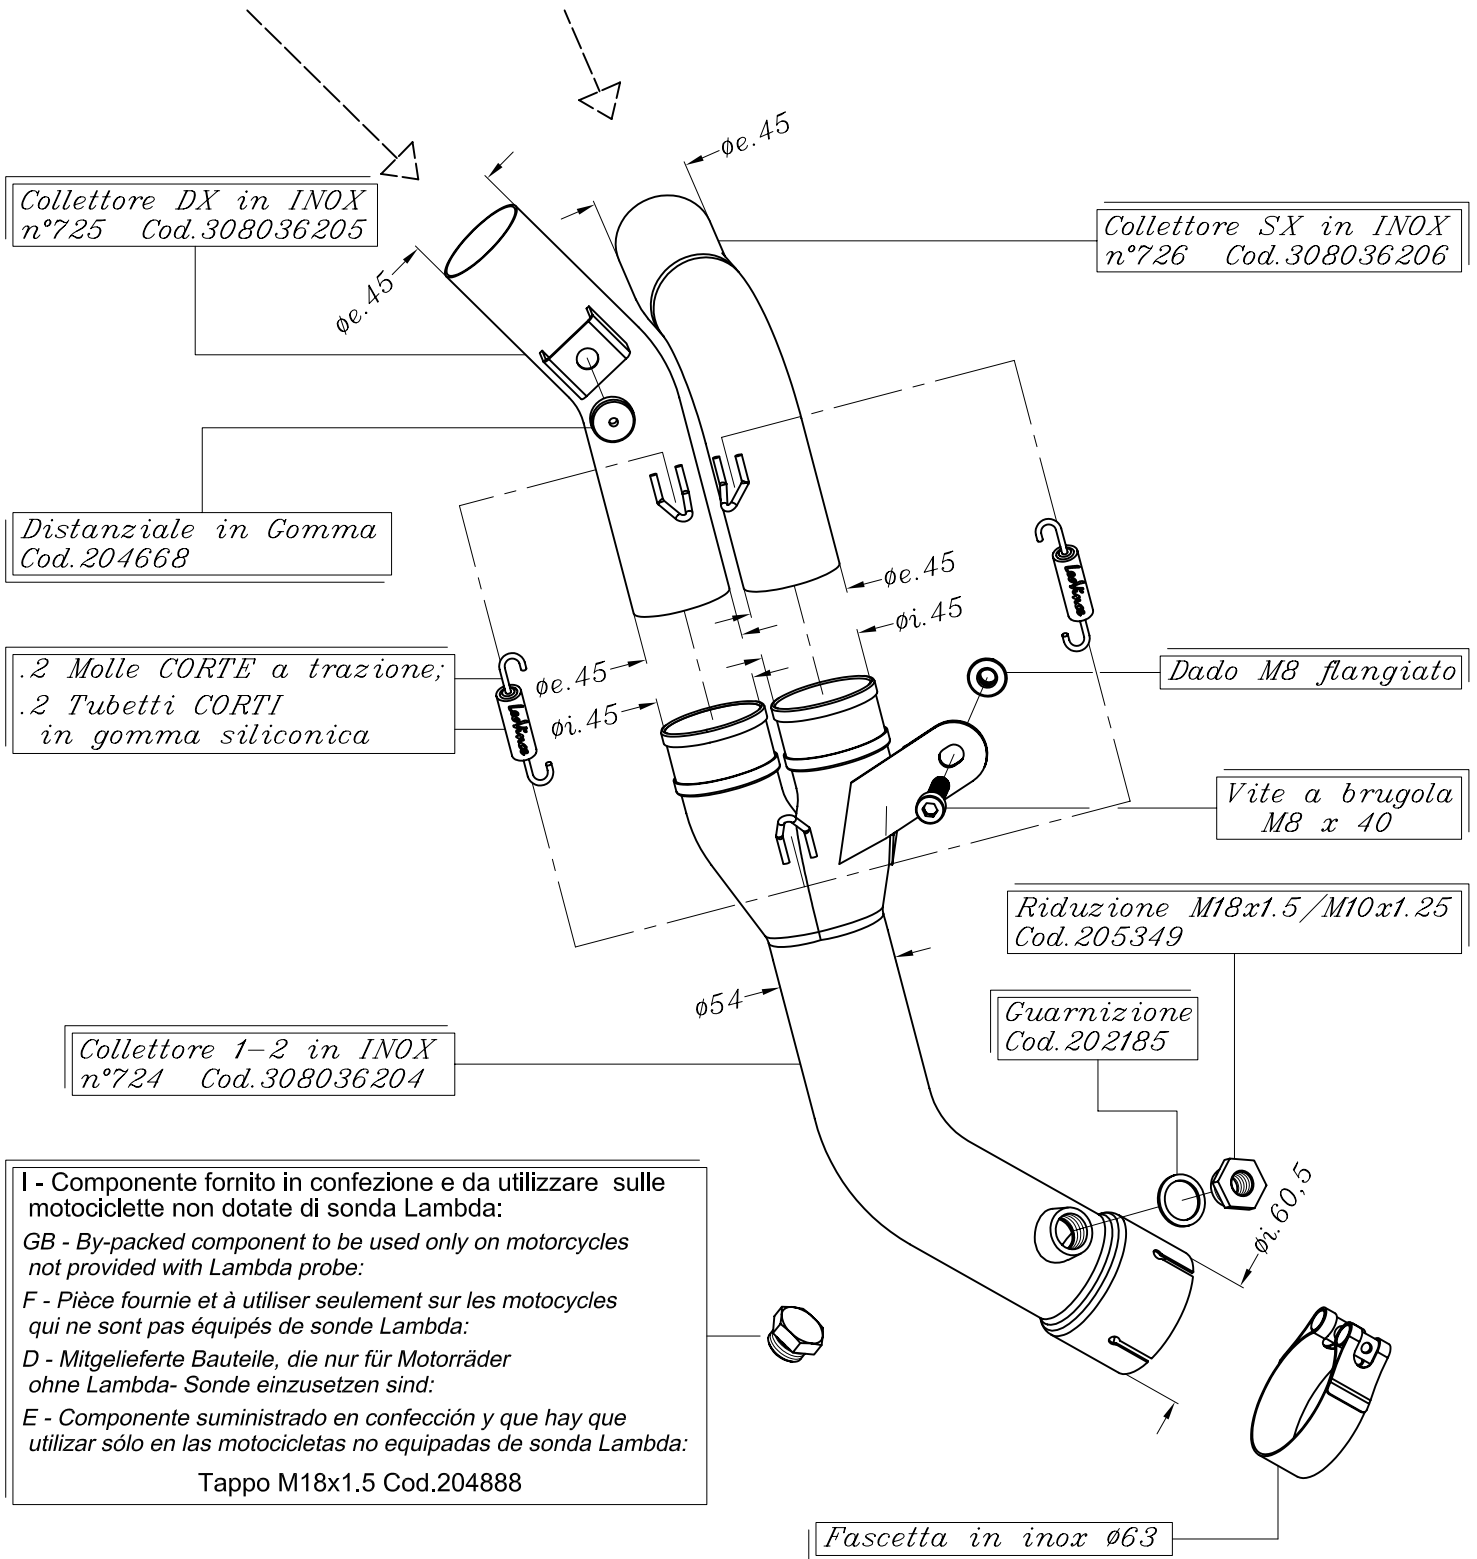 øe.45
Collettore DX in INOX
n°725 Cod.308036205
Collettore SX in INOX
n°726 Cod.308036206
øe.45
Distanziale in Gomma
Cod.204668
øe.45
øi.45
LeoVince
.2 Molle CORTE a trazione;
.2 Tubetti CORTI
in gomma siliconica
øe.45
øi.45
LeoVince
Dado M8 flangiato
Vite a brugola
M8 x 40
Riduzione M18x1.5/M10x1.25
Cod.205349
ø54
Guarnizione
Cod.202185
Collettore 1-2 in INOX
n°724 Cod.308036204
I - Componente fornito in confezione e da utilizzare sulle
motociclette non dotate di sonda Lambda:
GB - By-packed component to be used only on motorcycles
not provided with Lambda probe:
F - Pièce fournie et à utiliser seulement sur les motocycles
qui ne sont pas équipés de sonde Lambda:
D - Mitgelieferte Bauteile, die nur für Motorräder
ohne Lambda- Sonde einzusetzen sind:
E - Componente suministrado en confección y que hay que
utilizar sólo en las motocicletas no equipadas de sonda Lambda:
Tappo M18x1.5 Cod.204888
øi.60,5
Fascetta in inox ø63